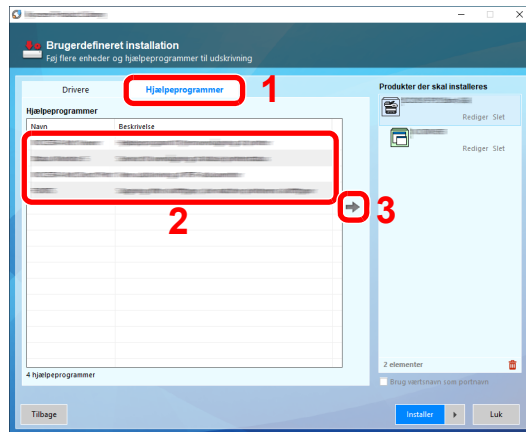 Brugerdefineret installation
Føj flere enheder og hjælpeprogrammer til udskrivning
Drivere
Hjælpeprogrammer
1
Produkter der skal installeres
Hjælpeprogrammer
Navn
Beskrivelse
Rediger Slet
Rediger Slet
2
3
2 elementer
4 hjælpeprogrammer
Brug værtsnavn som portnavn
Tilbage
Installer
Luk